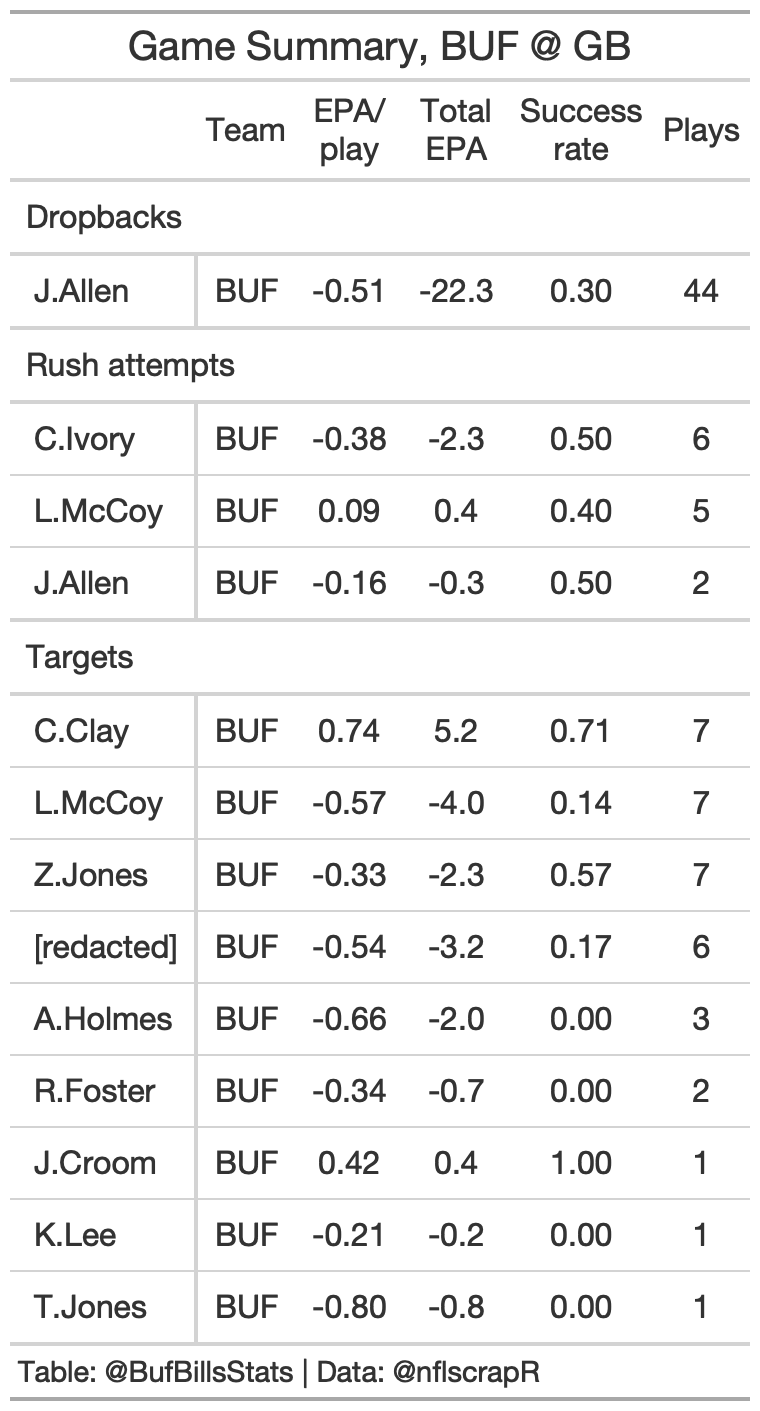 Game Summary, BUF @ GB
Team EPA/ play Total EPA Success rate Plays
Dropbacks
J.Allen BUF -0.51 -22.3 0.30 44
Rush attempts
C.Ivory BUF -0.38 -2.3 0.50 6
L.McCoy BUF 0.09 0.4 0.40 5
J.Allen BUF -0.16 -0.3 0.50 2
Targets
C.Clay BUF 0.74 5.2 0.71 7
L.McCoy BUF -0.57 -4.0 0.14 7
Z.Jones BUF -0.33 -2.3 0.57 7
[redacted] BUF -0.54 -3.2 0.17 6
A.Holmes BUF -0.66 -2.0 0.00 3
R.Foster BUF -0.34 -0.7 0.00 2
J.Croom BUF 0.42 0.4 1.00 1
K.Lee BUF -0.21 -0.2 0.00 1
T.Jones BUF -0.80 -0.8 0.00 1
Table: @BufBillsStats | Data: @nflscrapR